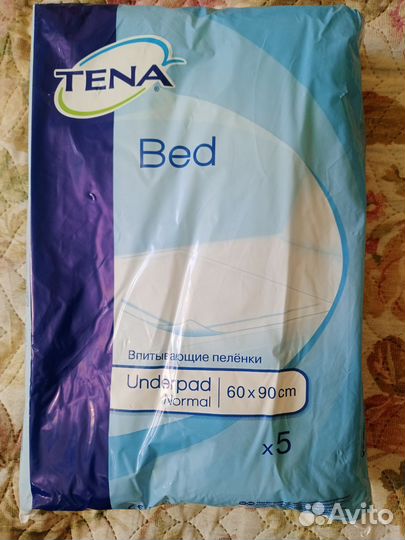 TENA
Bed
Впитывающие пелёнки
Underpad
Normal
60 x 90 cm
x5
Avito